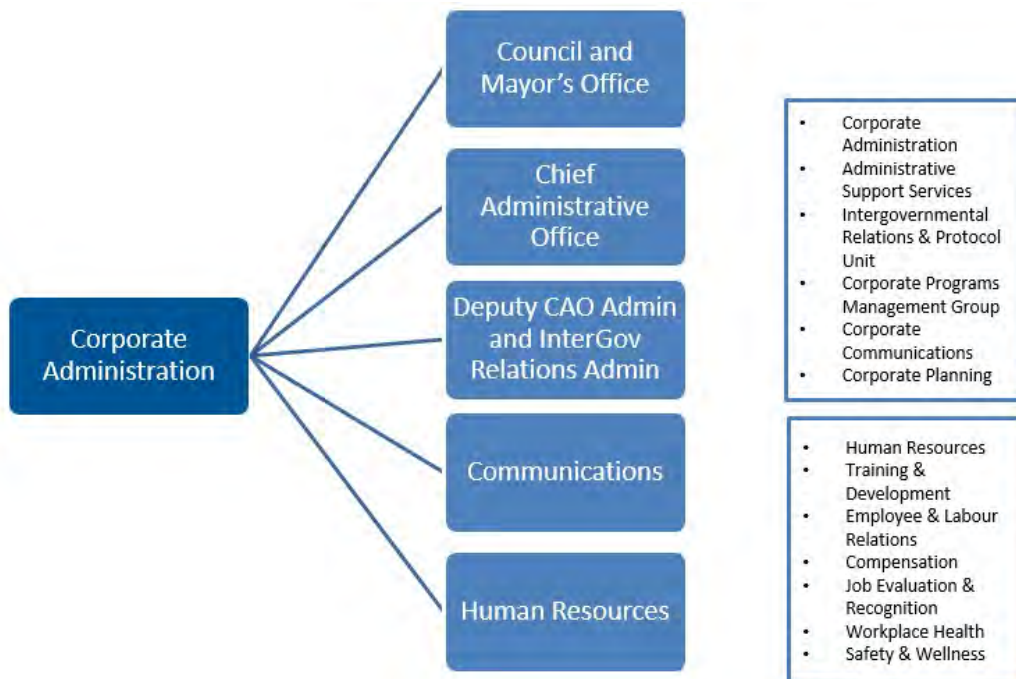 Corporate
Administration
Council and
Mayor's Office
Chief
Administrative
Office
Deputy CAO Admin
and InterGov
Relations Admin
Communications
Human Resources
• Corporate
Administration
• Administrative
Support Services
• Intergovernmental
Relations & Protocol
Unit
• Corporate Programs
Management Group
• Corporate
Communications
• Corporate Planning
• Human Resources
• Training &
Development
• Employee & Labour
Relations
• Compensation
• Job Evaluation &
Recognition
• Workplace Health
• Safety & Wellness